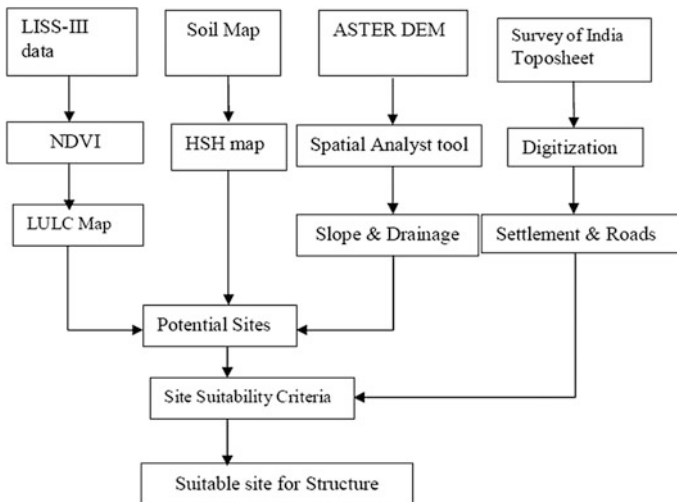 LISS-III
data
Soil Map
ASTER DEM
Survey of India
Toposheet
NDVI
HSH map
Spatial Analyst tool
Digitization
LULC Map
Slope & Drainage
Settlement & Roads
Potential Sites
Site Suitability Criteria
Suitable site for Structure